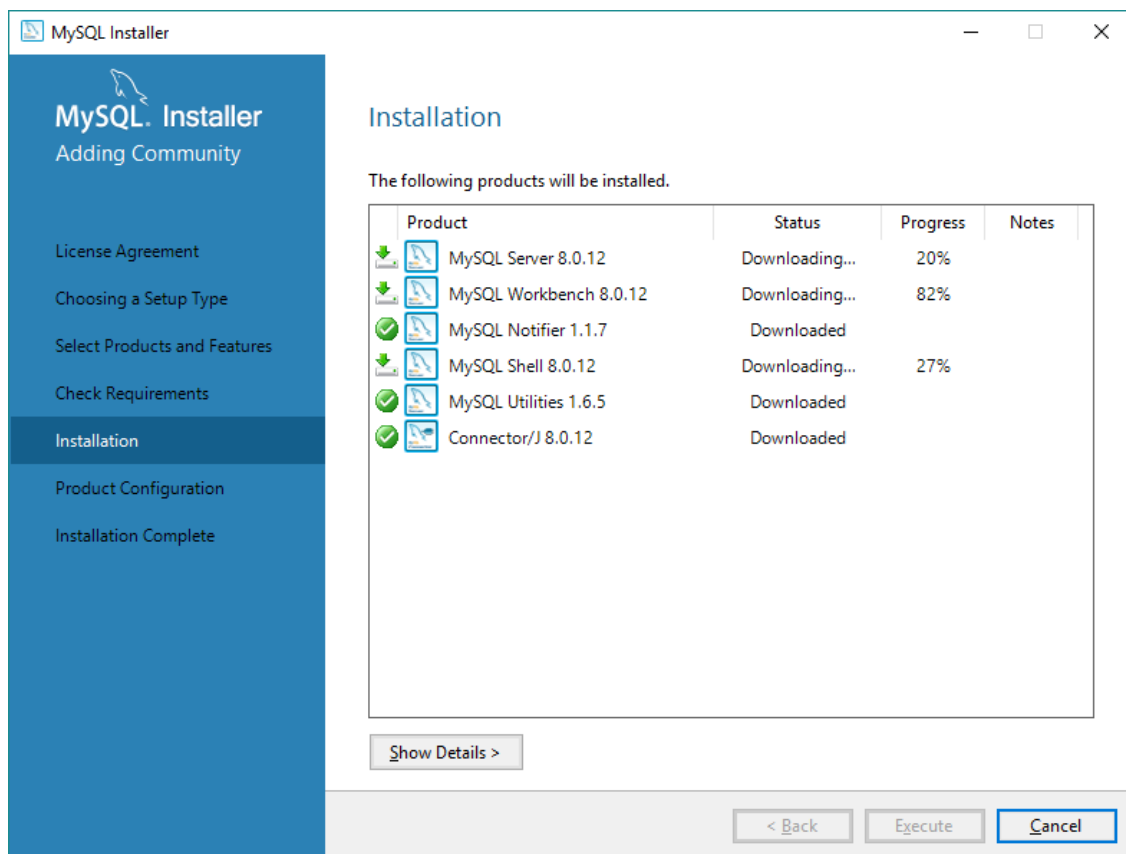 MySQL Installer
MySQL. Installer
Adding Community
License Agreement
Choosing a Setup Type
Select Products and Features
Check Requirements
Installation
Product Configuration
Installation Complete
Installation
The following products will be installed.
Product Status Progress Notes
MySQL Server 8.0.12 Downloading... 20%
MySQL Workbench 8.0.12 Downloading... 82%
MySQL Notifier 1.1.7 Downloaded
MySQL Shell 8.0.12 Downloading... 27%
MySQL Utilities 1.6.5 Downloaded
Connector/J 8.0.12 Downloaded
Show Details >
< Back Execute Cancel